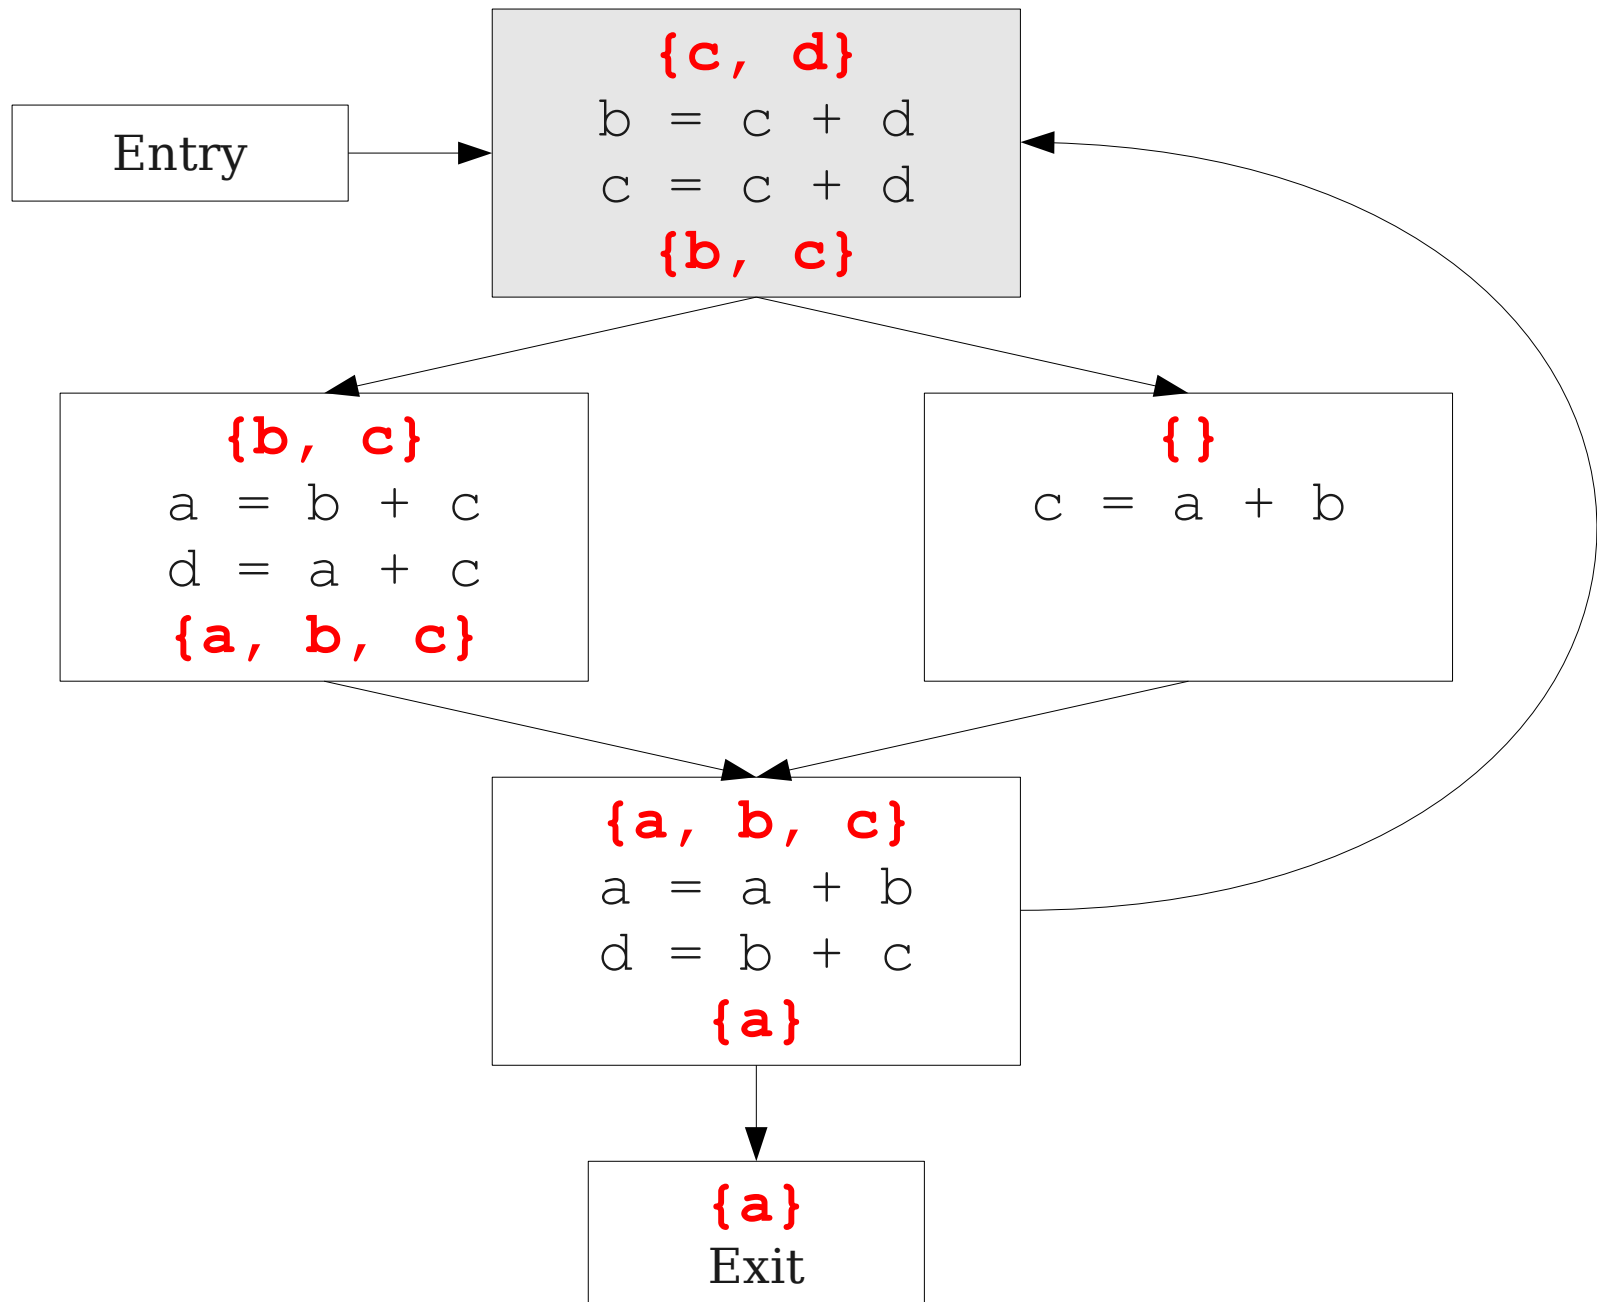 Entry
{c, d}
b = c + d
c = c + d
{b, c}
{b, c}
a = b + c
d = a + c
{a, b, c}
{}
c = a + b
{a, b, c}
a = a + b
d = b + c
{a}
{a}
Exit